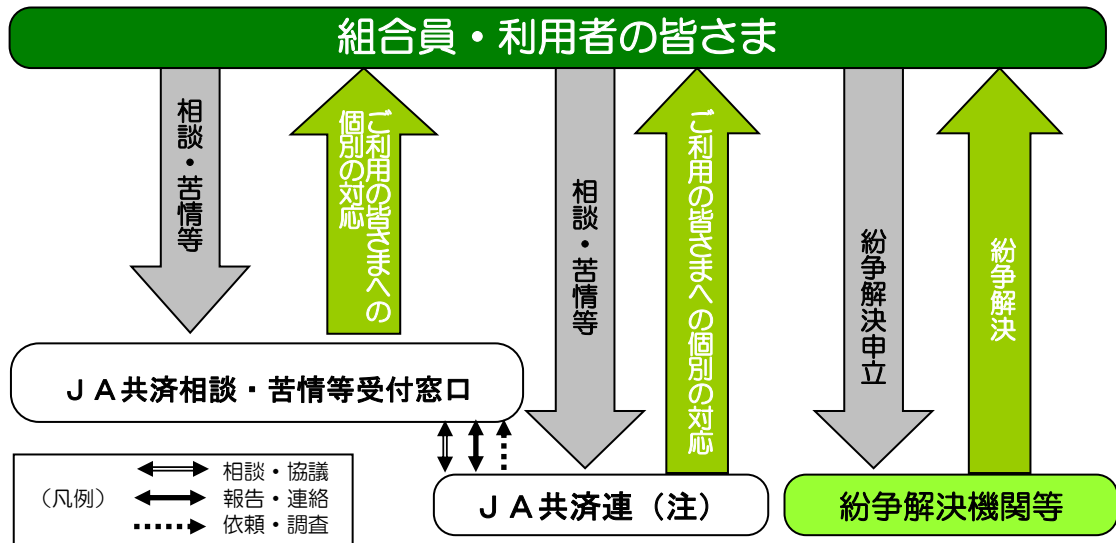 組合員・利用者の皆さま
相談・苦情等
ご利用の皆さまへの
個別の対応
相談・苦情等
ご利用の皆さまへの個別の対応
紛争解決申立
紛争解決
ＪＡ共済相談・苦情等受付窓口
ＪＡ共済連（注）
紛争解決機関等
（凡例）
相談・協議
報告・連絡
依頼・調査